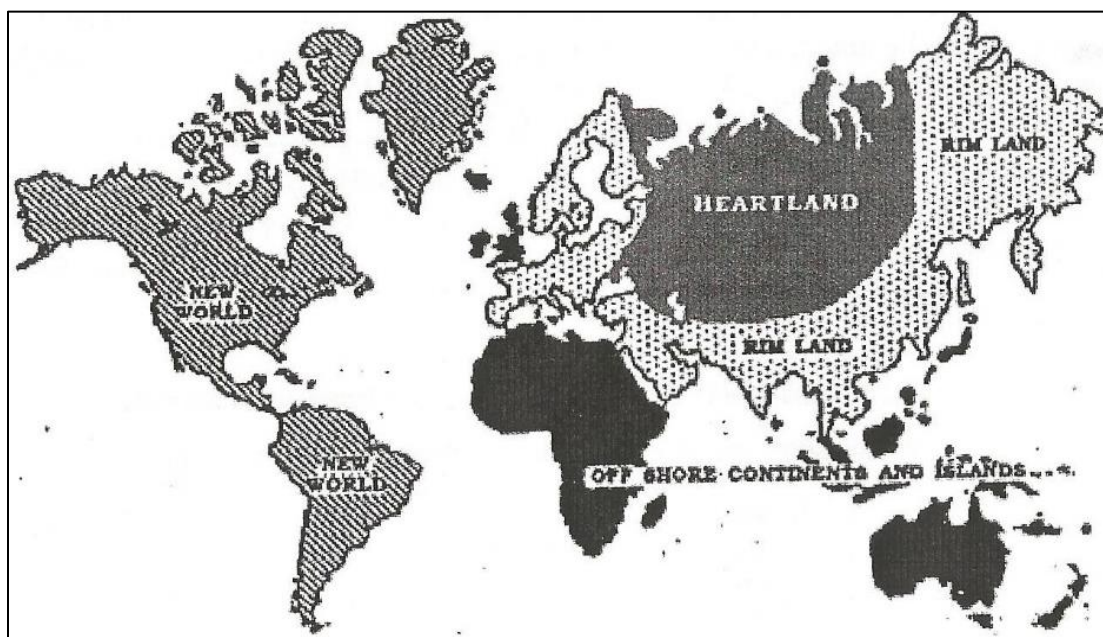 RIM LAND
HEARTLAND
NEW
WORLD
RIM LAND
NEW
WORLD
OFF SHORE CONTINENTS AND ISLANDS